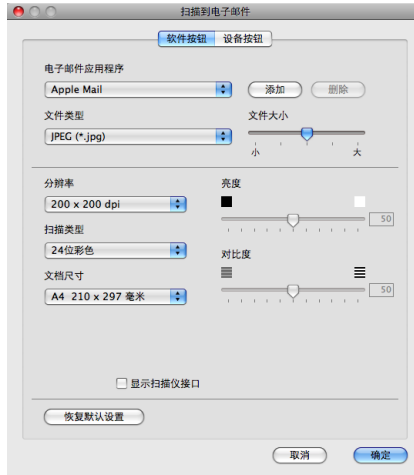 扫描到电子邮件
软件按钮 设备按钮
电子邮件应用程序
Apple Mail 添加 删除
文件类型 文件大小
JPEG (*.jpg)
小 大
分辨率 亮度
200 x 200 dpi
50
扫描类型
24位彩色 对比度
文档尺寸
A4 210 x 297 毫米 50
显示扫描仪接口
恢复默认设置
取消 确定